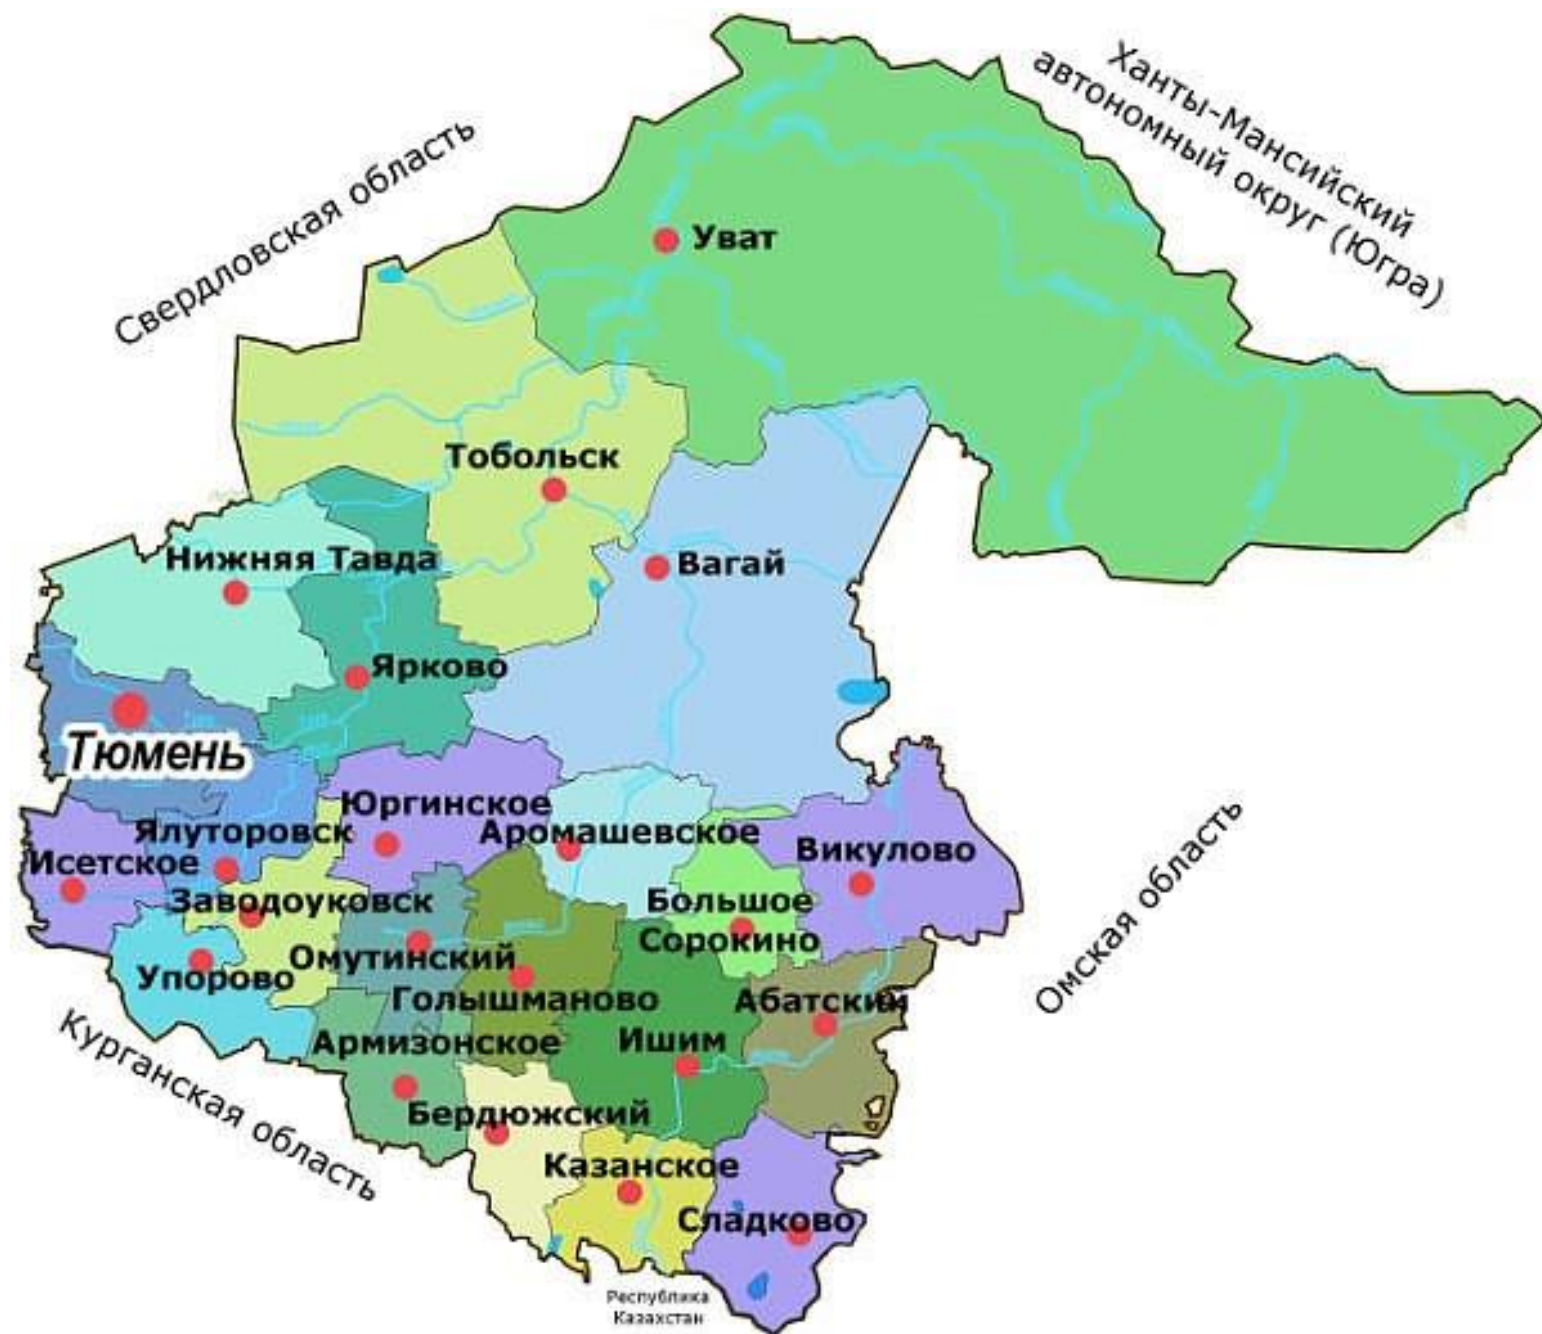 Ханты-Мансийский
автономный округ (Югра)
Свердловская область
Уват
Тобольск
Нижняя Тавда
Вагай
Ярково
Тюмень
Юргинское
Ялуторовск
Аромашевское
Викулово
Исетское
Заводоуковск
Большое
Сорокино
Омутинский
Упорово
Голышманово
Абатский
Омская область
Армизонское
Ишим
Курганская область
Бердюжский
Казанское
Сладково
Республика
Казахстан